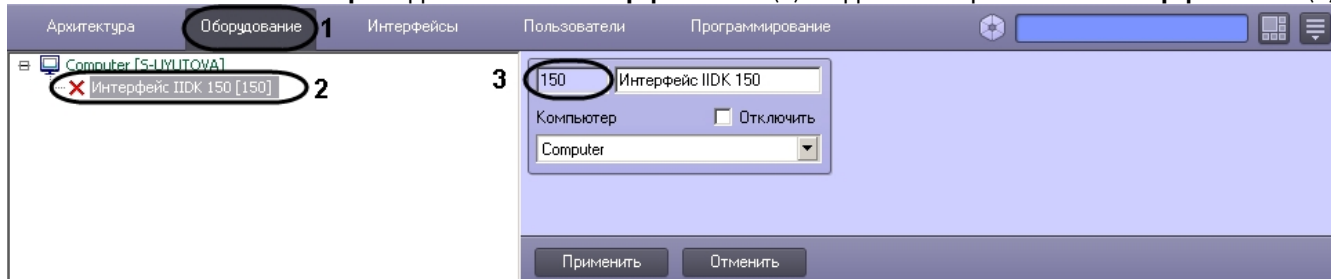 Архитектура Оборудование 1 Интерфейсы Пользователи Программирование
Computer [S-UYUTOVA]
Интерфейс IIDK 150 [150] 2
3 150 Интерфейс IIDK 150
Компьютер Отключить
Computer
Применить Отменить